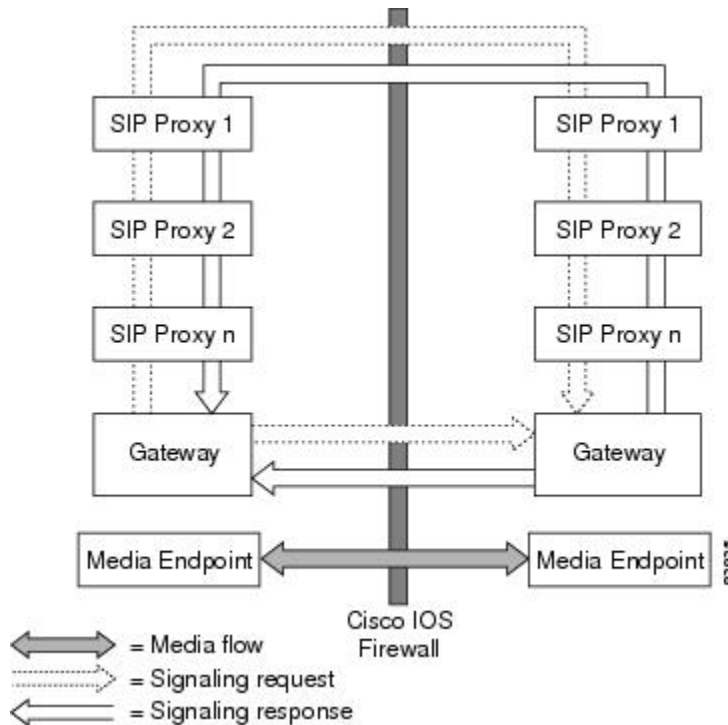 SIP Proxy 1
SIP Proxy 1
SIP Proxy 2
SIP Proxy 2
SIP Proxy n
SIP Proxy n
Gateway
Gateway
Media Endpoint
Media Endpoint
Cisco IOS
Firewall
= Media flow
= Signaling request
= Signaling response